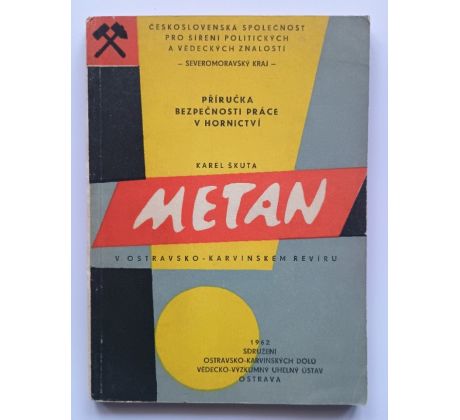 ČESKOSLOVENSKÁ SPOLEČNOST
PRO ŠÍŘENÍ POLITICKÝCH
A VĚDECKÝCH ZNALOSTÍ
– SEVEROMORAVSKÝ KRAJ –
PŘÍRUČKA
BEZPEČNOSTI PRÁCE
V HORNICTVÍ
KAREL ŠKUTA
METAN
V OSTRAVSKO-KARVINSKÉM REVÍRU
1962
SDRUŽENÍ
OSTRAVSKO-KARVINSKÝCH DOLŮ
VĚDECKO-VÝZKUMNÝ UHELNÝ ÚSTAV
OSTRAVA